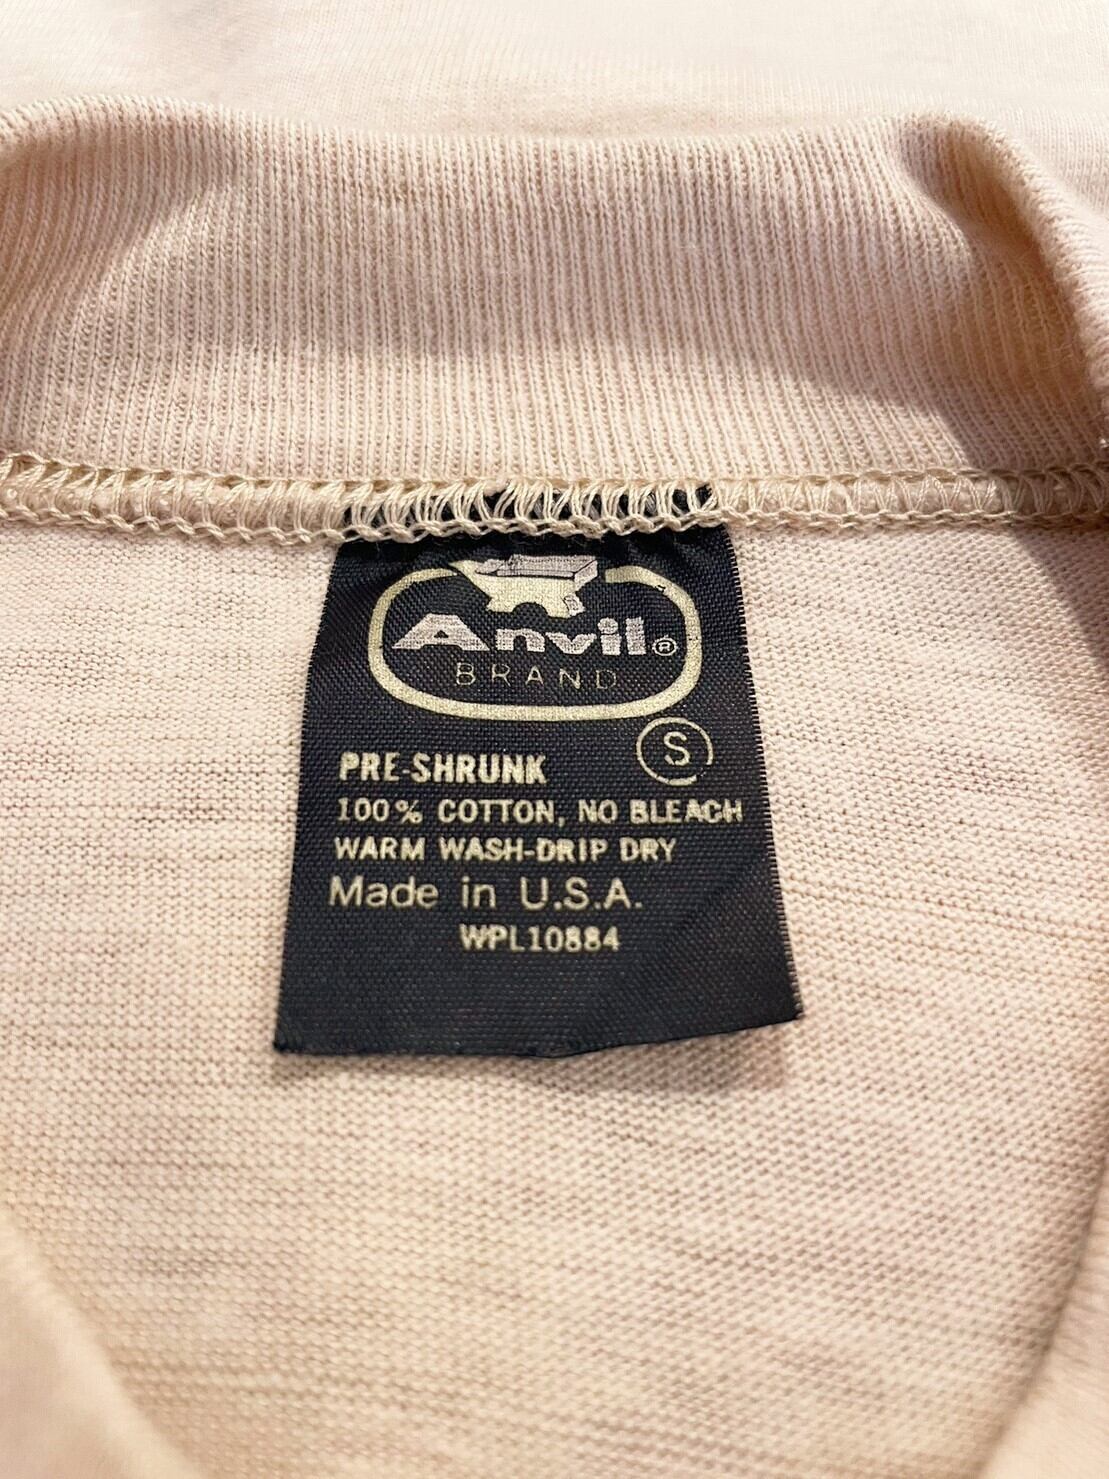 Anvil®
BRAND
S
PRE-SHRUNK
100% COTTON, NO BLEACH
WARM WASH-DRIP DRY
Made in U.S.A.
WPL10884